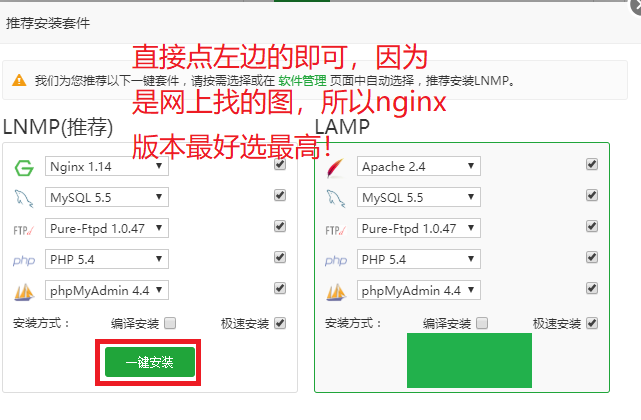 推荐安装套件
直接点左边的即可，因为
我们为您推荐以下一键套件，请按需选择或在 软件管理 页面中自动选择，推荐安装LNMP。
是网上找的图，所以nginx
版本最好选最高！
LNMP(推荐)
Nginx 1.14
MySQL 5.5
FTP
Pure-Ftpd 1.0.47
php
PHP 5.4
phpMyAdmin 4.4
安装方式： 编译安装 极速安装
一键安装
LAMP
Apache 2.4
MySQL 5.5
FTP
Pure-Ftpd 1.0.47
php
PHP 5.4
phpMyAdmin 4.4
安装方式： 编译安装 极速安装